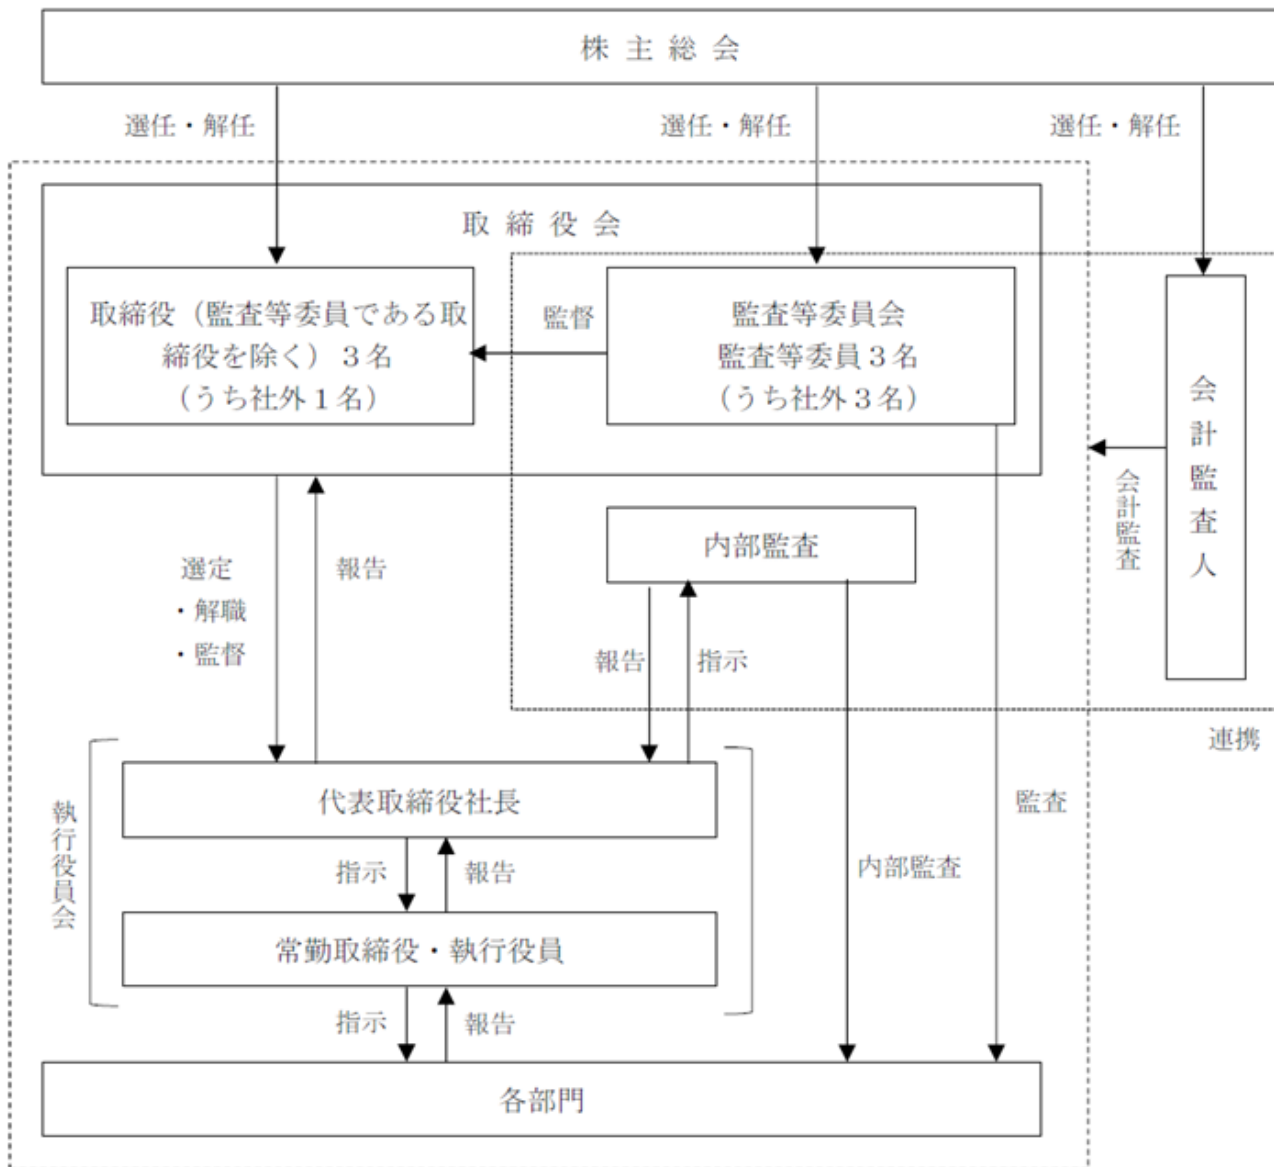 株主総会
選任・解任
選任・解任
選任・解任
取締役会
取締役（監査等委員である取
締役を除く）３名
（うち社外１名）
監督
監査等委員会
監査等委員３名
（うち社外３名）
会計監査人
会計監査
内部監査
選定
・解職
・監督
報告
報告
指示
連携
執行役員会
代表取締役社長
監査
指示
報告
内部監査
常勤取締役・執行役員
指示
報告
各部門